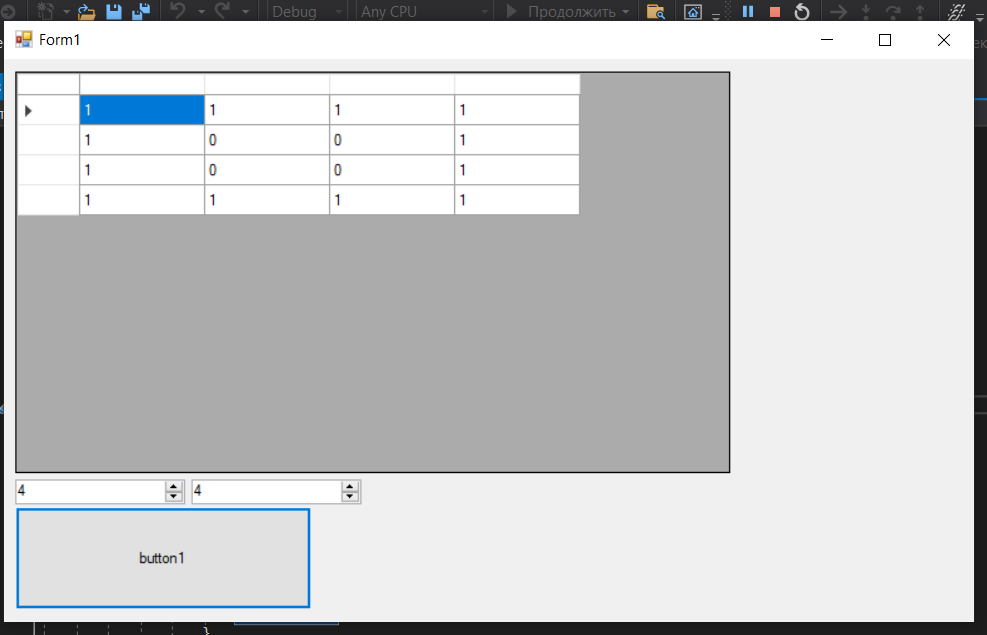 Debug Any CPU Продолжить
Form1
1 1 1 1
1 0 0 1
1 0 0 1
1 1 1 1
4 4
button1
}